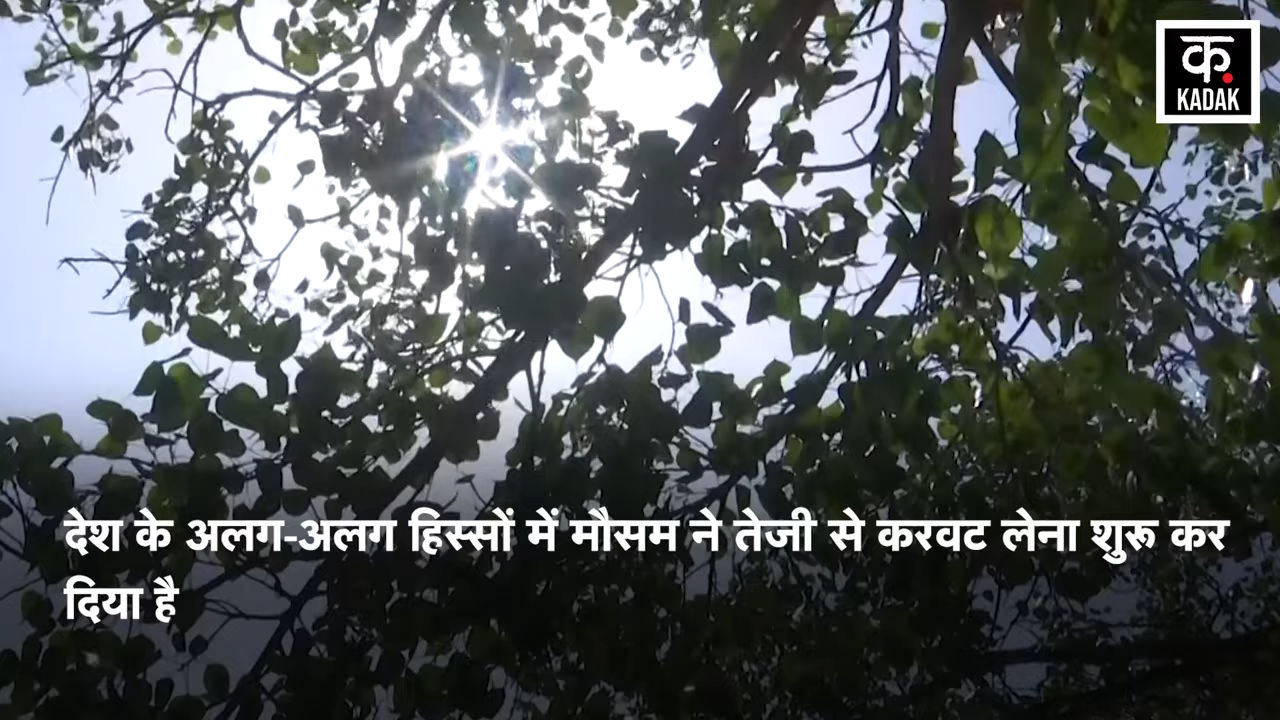 क.
KADAK
देश के अलग-अलग हिस्सों में मौसम ने तेजी से करवट लेना शुरू कर
दिया है